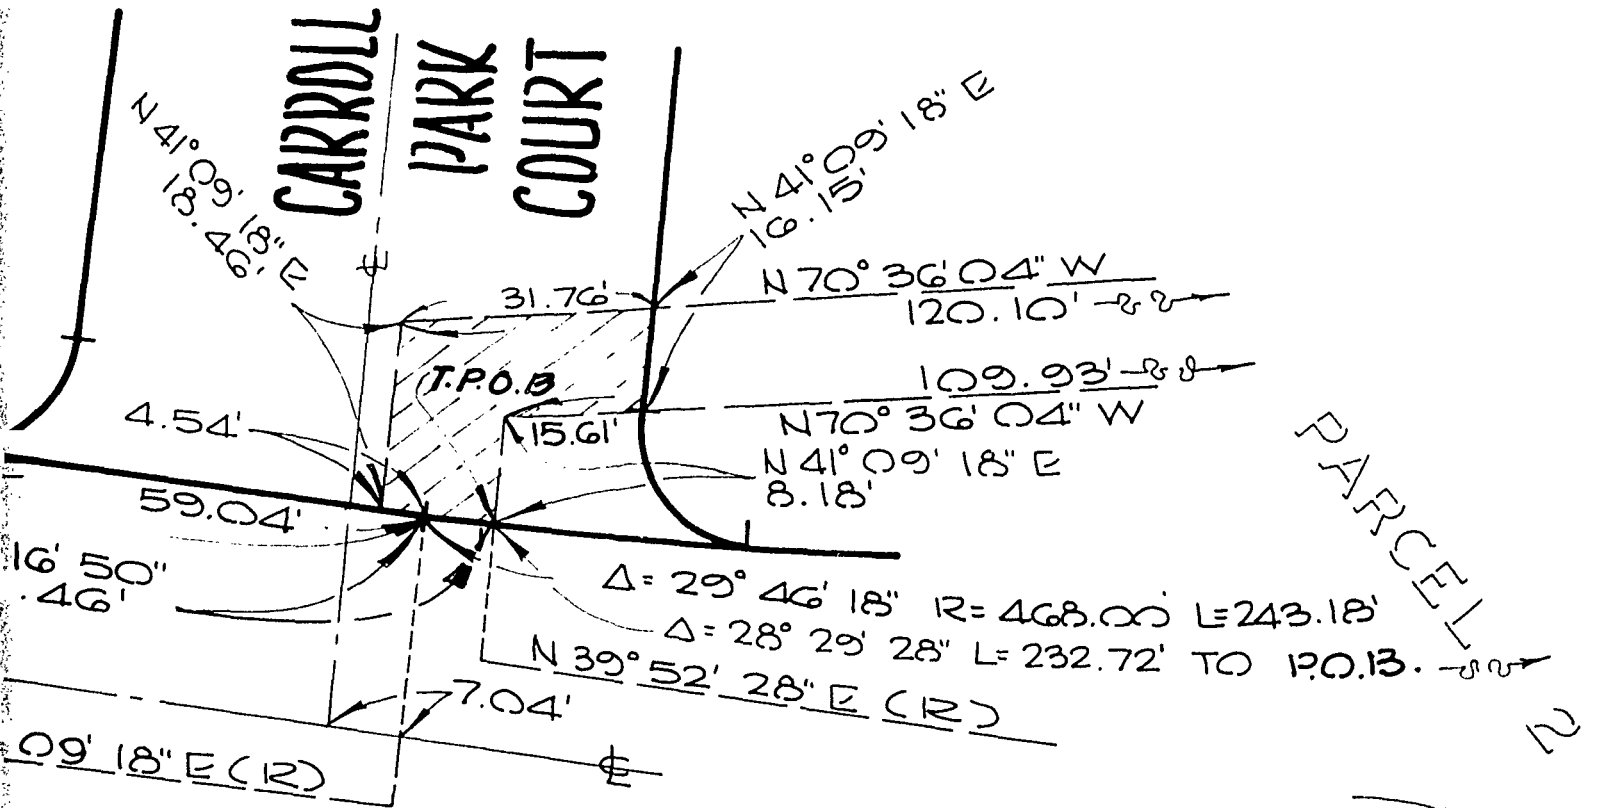 CARROLL
PARK
COURT
N 41° 09' 18" E
18.46'
N 41° 09' 18" E
16.15'
31.76'
N 70° 36' 04" W
120.10'
T.P.O.B
109.93'
N 70° 36' 04" W
15.61'
4.54'
N 41° 09' 18" E
8.18'
59.04'
16' 50"
.46'
Δ= 29° 46' 18" R= 468.00' L= 243.18'
Δ= 28° 29' 28" L= 232.72' TO P.O.B.
N 39° 52' 28" E (R)
7.04'
09' 18" E (R)
PARCEL 2